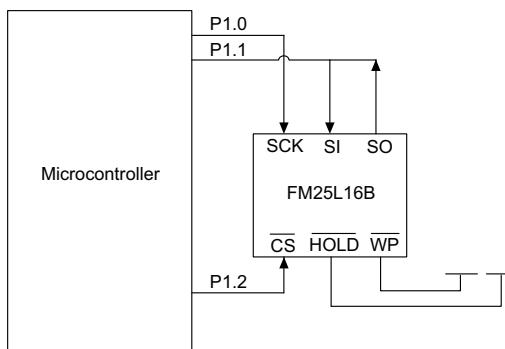 P1.0
P1.1
SCK SI SO
Microcontroller
FM25L16B
CS HOLD WP
P1.2